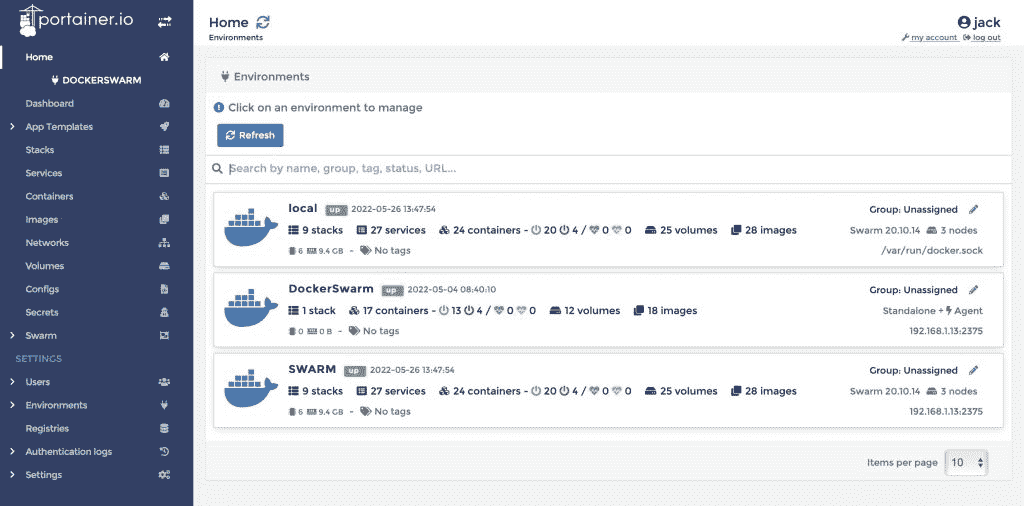 portainer.io
Home
DOCKERSWARM
Dashboard
App Templates
Stacks
Services
Containers
Images
Networks
Volumes
Configs
Secrets
Swarm
SETTINGS
Users
Environments
Registries
Authentication logs
Settings
Home
Environments
jack
my account log out
Environments
Click on an environment to manage
Refresh
Search by name, group, tag, status, URL...
local up 2022-05-26 13:47:54 Group: Unassigned
9 stacks 27 services 24 containers - 20 4 / 0 0 25 volumes 28 images Swarm 20.10.14 3 nodes
6 9.4 GB - No tags /var/run/docker.sock
DockerSwarm up 2022-05-04 08:40:10 Group: Unassigned
1 stack 17 containers - 13 4 / 0 0 12 volumes 18 images Standalone + Agent
0 0 B - No tags 192.168.1.13:2375
SWARM up 2022-05-26 13:47:54 Group: Unassigned
9 stacks 27 services 24 containers - 20 4 / 0 0 25 volumes 28 images Swarm 20.10.14 3 nodes
6 9.4 GB - No tags 192.168.1.13:2375
Items per page 10